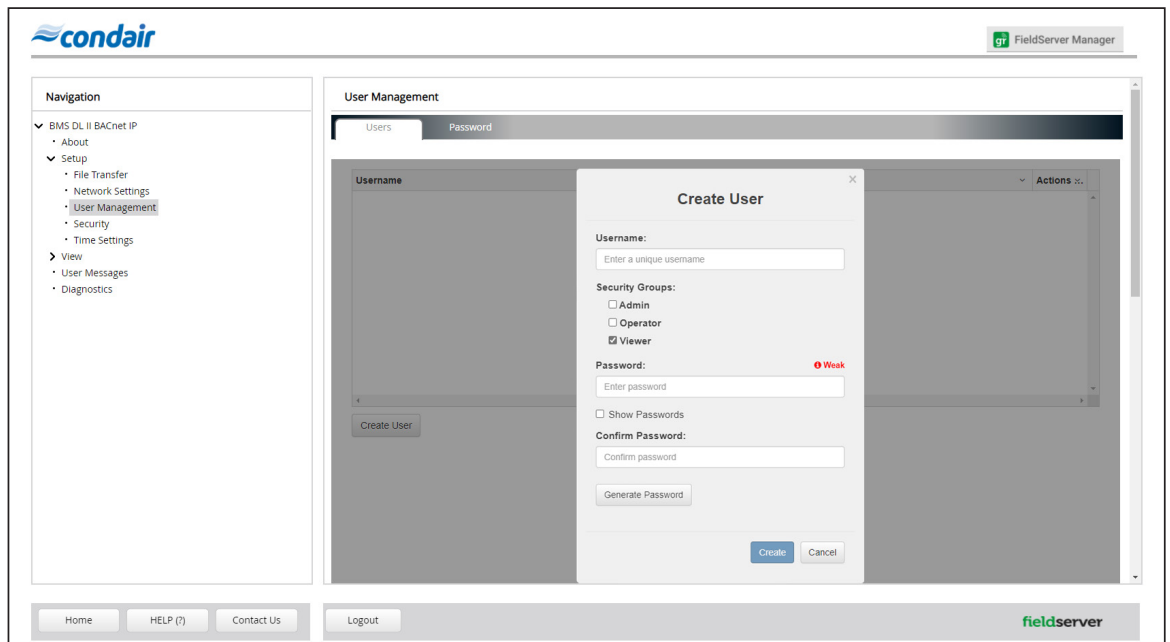 condair
gr FieldServer Manager
Navigation
BMS DL II BACnet IP
About
Setup
File Transfer
Network Settings
User Management
Security
Time Settings
View
User Messages
Diagnostics
User Management
Users Password
Username Actions
Create User
Create User
Username:
Enter a unique username
Security Groups:
Admin
Operator
Viewer
Password: Weak
Enter password
Show Passwords
Confirm Password:
Confirm password
Generate Password
Create Cancel
Home HELP (?) Contact Us Logout fieldserver